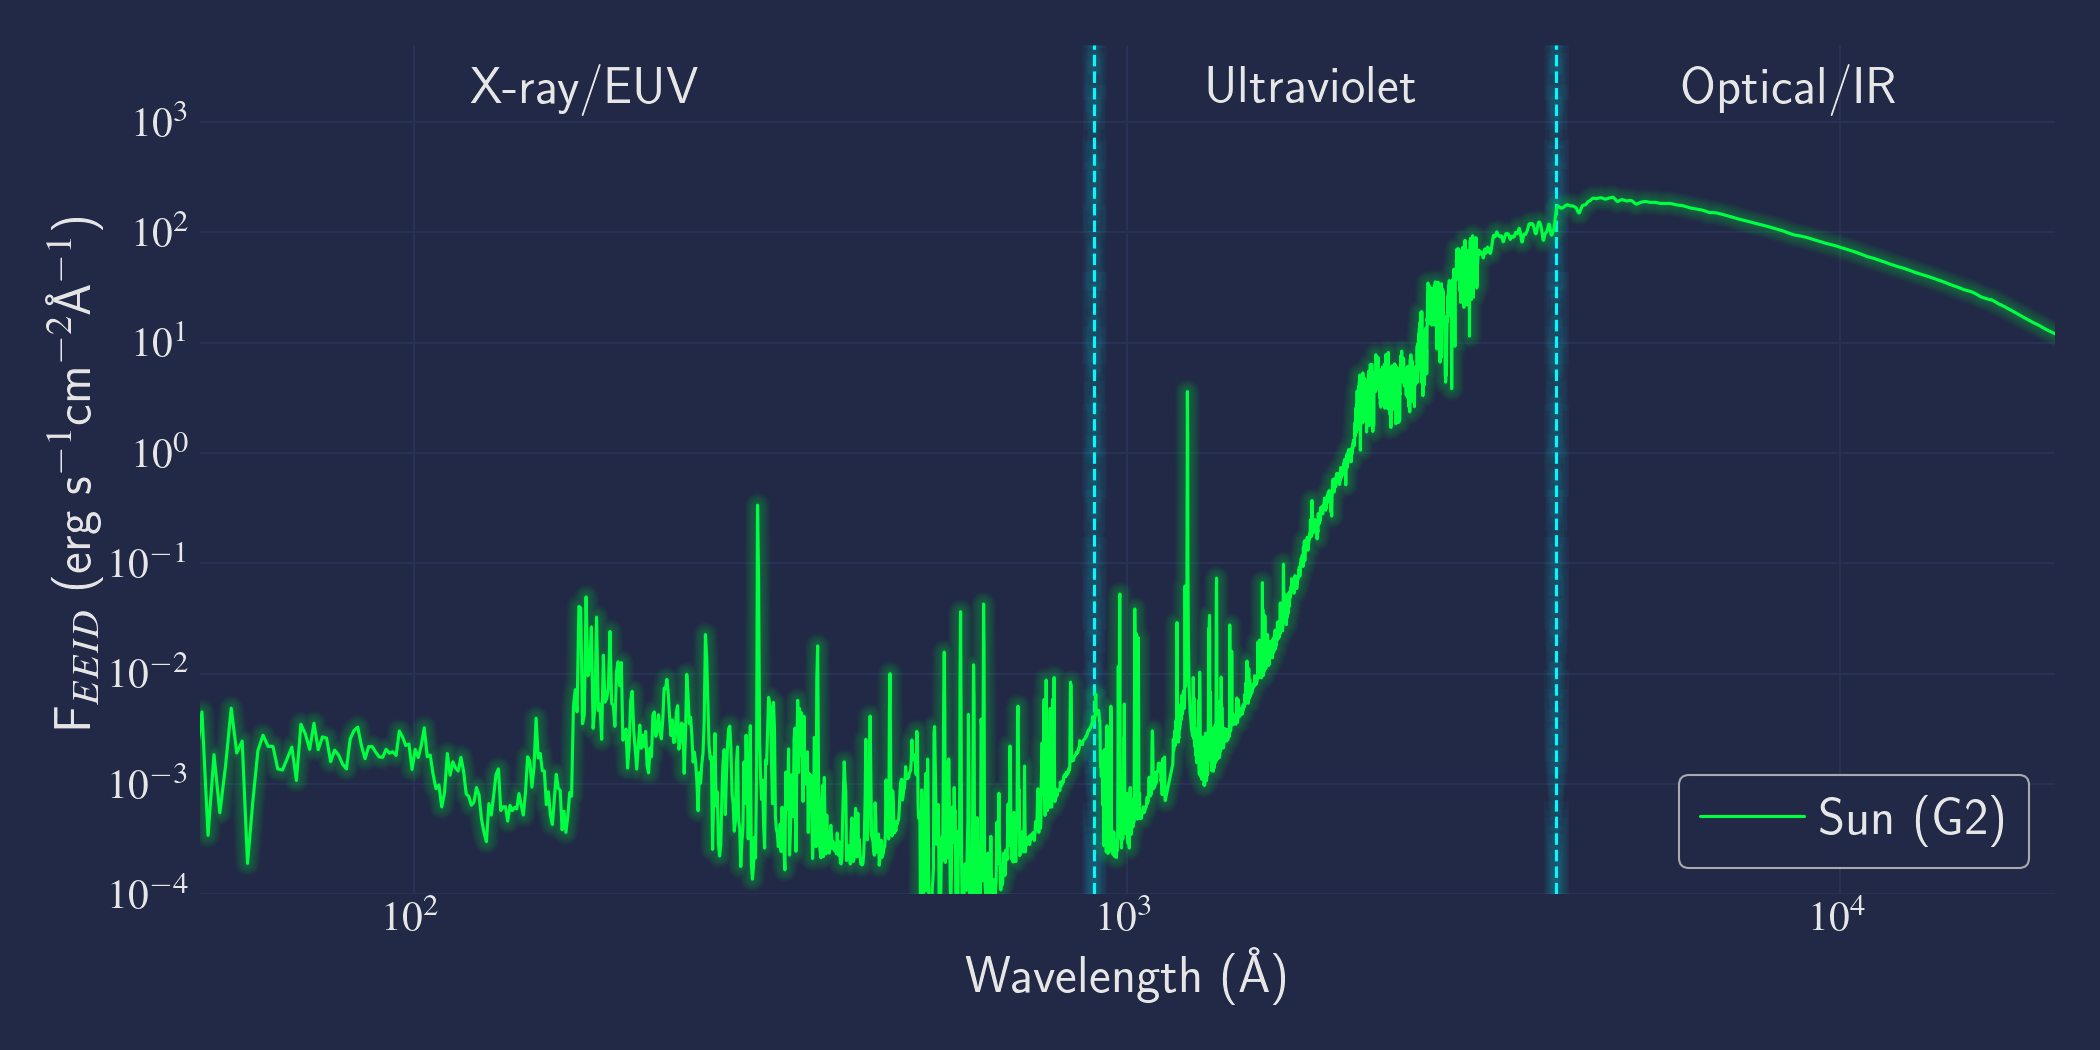 X-ray/EUV
Ultraviolet
Optical/IR
10³
10²
10¹
10⁰
10⁻¹
10⁻²
10⁻³
10⁻⁴
F_EEID (erg s⁻¹cm⁻²Å⁻¹)
Sun (G2)
10²
10³
10⁴
Wavelength (Å)